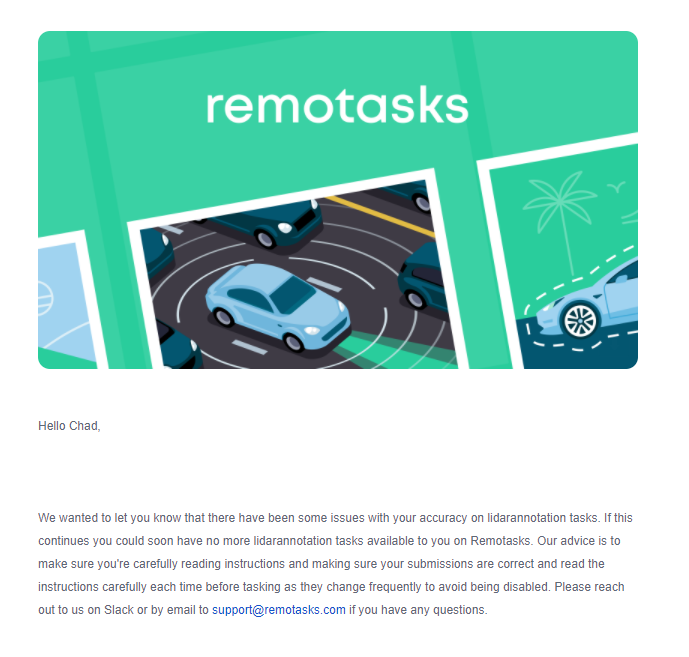 remotasks
Hello Chad,
We wanted to let you know that there have been some issues with your accuracy on lidarannotation tasks. If this
continues you could soon have no more lidarannotation tasks available to you on Remotasks. Our advice is to
make sure you're carefully reading instructions and making sure your submissions are correct and read the
instructions carefully each time before tasking as they change frequently to avoid being disabled. Please reach
out to us on Slack or by email to support@remotasks.com if you have any questions.